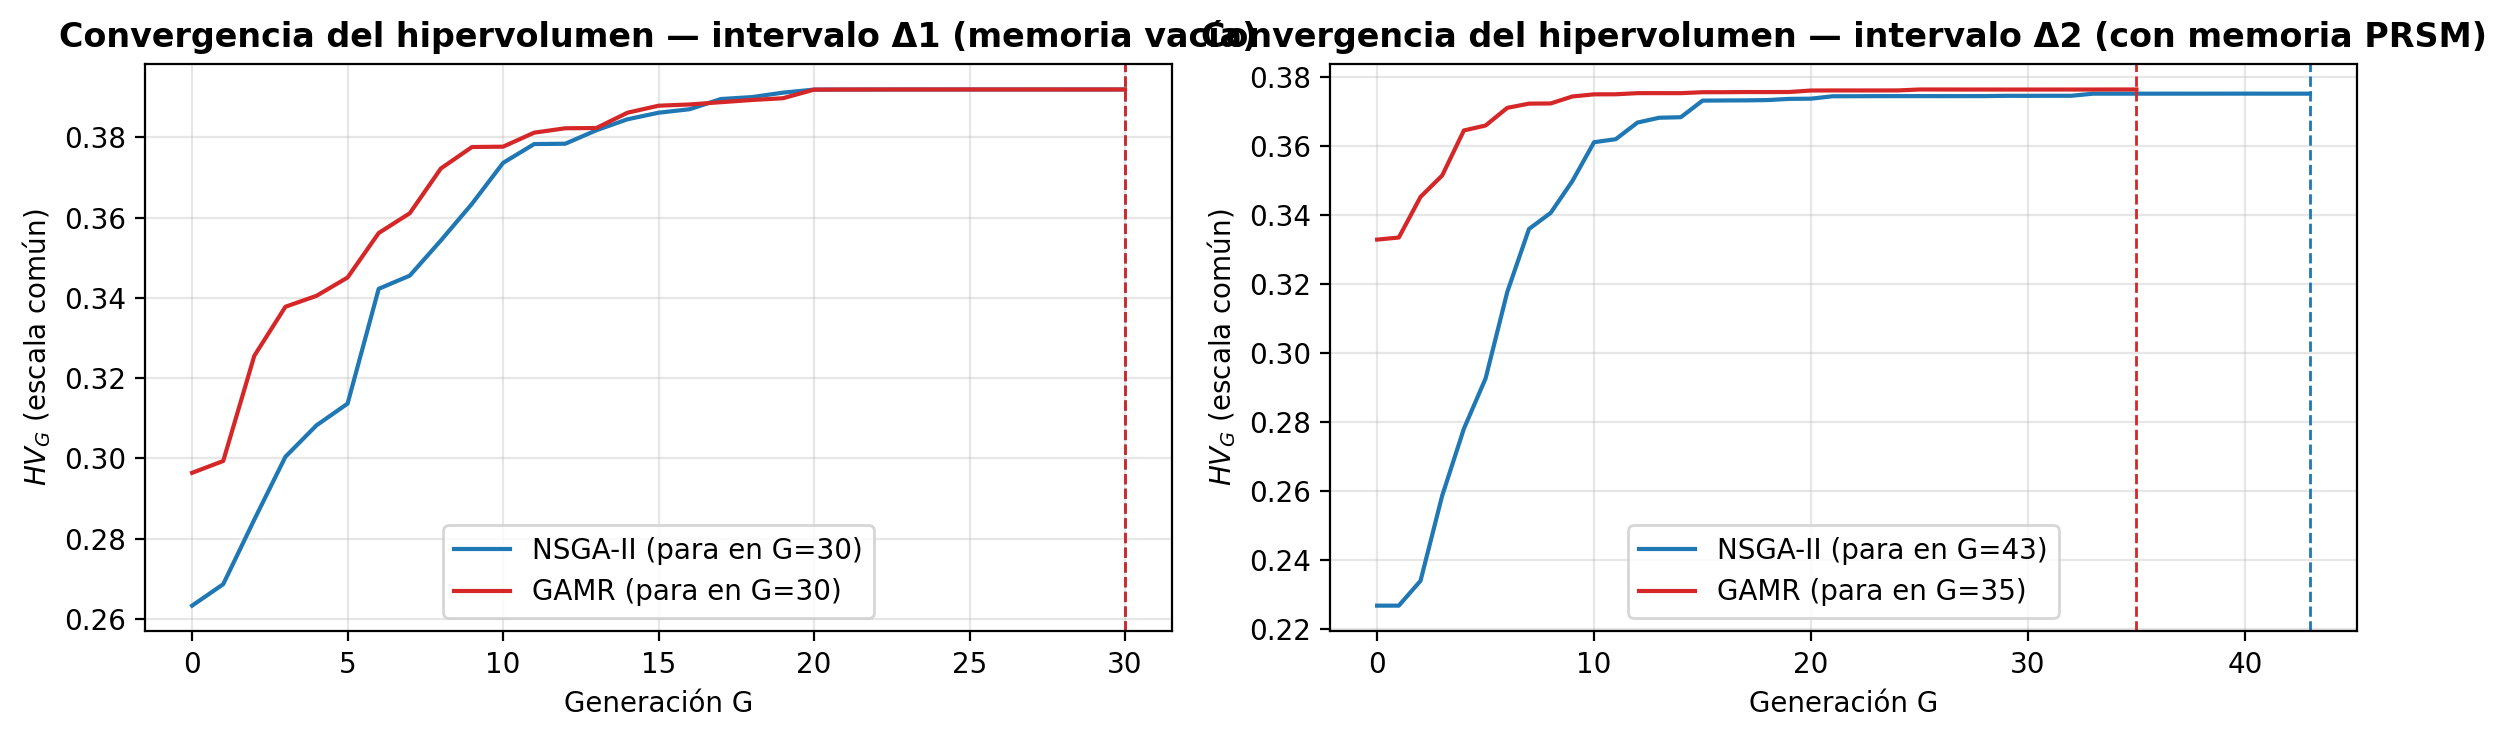 Convergencia del hipervolumen — intervalo Δ1 (memoria vacía)
0.38
0.36
0.34
0.32
0.30
0.28
0.26
HV_G (escala común)
NSGA-II (para en G=30)
GAMR (para en G=30)
0 5 10 15 20 25 30
Generación G
Convergencia del hipervolumen — intervalo Δ2 (con memoria PRSM)
0.38
0.36
0.34
0.32
0.30
0.28
0.26
0.24
0.22
HV_G (escala común)
NSGA-II (para en G=43)
GAMR (para en G=35)
0 10 20 30 40
Generación G